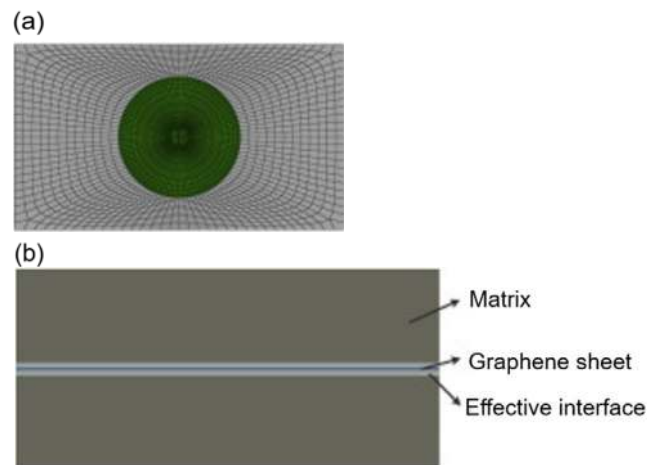 (a)
(b)
Matrix
Graphene sheet
Effective interface